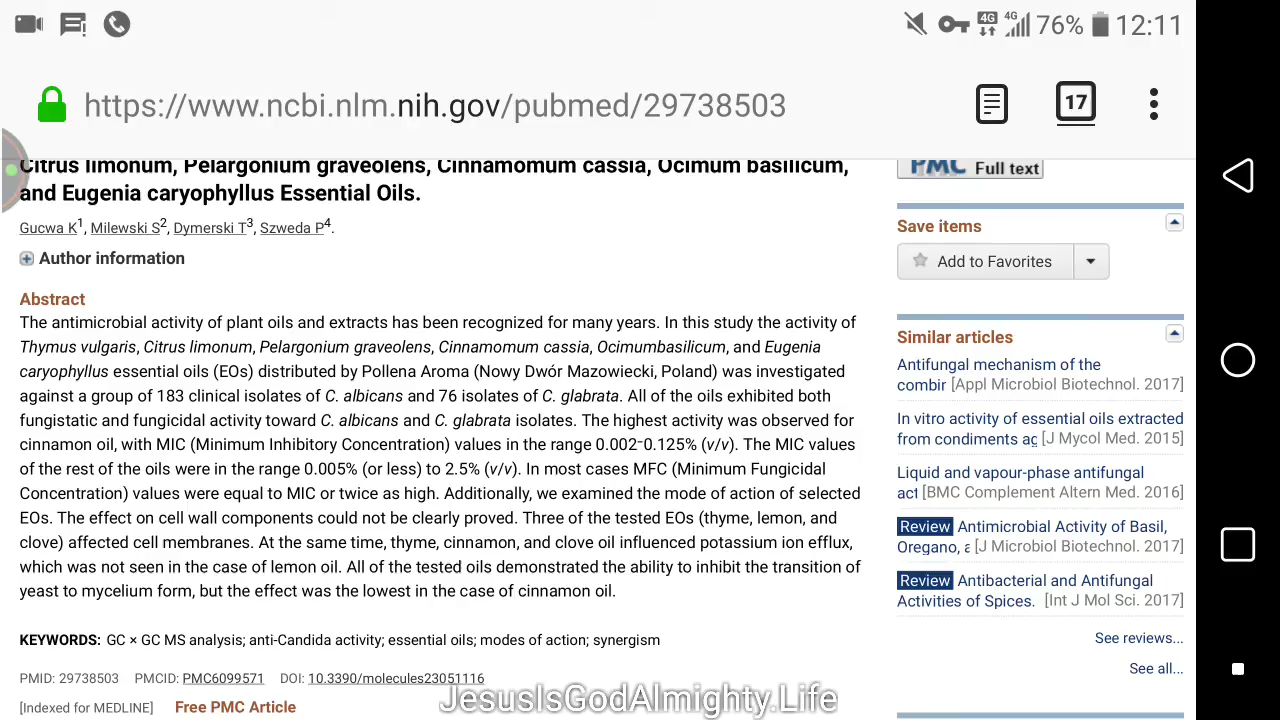 4G 4G 76% 12:11
https://www.ncbi.nlm.nih.gov/pubmed/29738503
17
Citrus limonum, Pelargonium graveolens, Cinnamomum cassia, Ocimum basilicum,
and Eugenia caryophyllus Essential Oils.
Gucwa K1, Milewski S2, Dymerski T3, Szweda P4.
Author information
Abstract
The antimicrobial activity of plant oils and extracts has been recognized for many years. In this study the activity of
Thymus vulgaris, Citrus limonum, Pelargonium graveolens, Cinnamomum cassia, Ocimumbasilicum, and Eugenia
caryophyllus essential oils (EOs) distributed by Pollena Aroma (Nowy Dwór Mazowiecki, Poland) was investigated
against a group of 183 clinical isolates of C. albicans and 76 isolates of C. glabrata. All of the oils exhibited both
fungistatic and fungicidal activity toward C. albicans and C. glabrata isolates. The highest activity was observed for
cinnamon oil, with MIC (Minimum Inhibitory Concentration) values in the range 0.002⁻0.125% (v/v). The MIC values
of the rest of the oils were in the range 0.005% (or less) to 2.5% (v/v). In most cases MFC (Minimum Fungicidal
Concentration) values were equal to MIC or twice as high. Additionally, we examined the mode of action of selected
EOs. The effect on cell wall components could not be clearly proved. Three of the tested EOs (thyme, lemon, and
clove) affected cell membranes. At the same time, thyme, cinnamon, and clove oil influenced potassium ion efflux,
which was not seen in the case of lemon oil. All of the tested oils demonstrated the ability to inhibit the transition of
yeast to mycelium form, but the effect was the lowest in the case of cinnamon oil.
KEYWORDS: GC × GC MS analysis; anti-Candida activity; essential oils; modes of action; synergism
PMID: 29738503 PMCID: PMC6099571 DOI: 10.3390/molecules23051116
[Indexed for MEDLINE] Free PMC Article
PMC Full text
Save items
Add to Favorites
Similar articles
Antifungal mechanism of the
combir [Appl Microbiol Biotechnol. 2017]
In vitro activity of essential oils extracted
from condiments ag [J Mycol Med. 2015]
Liquid and vapour-phase antifungal
act [BMC Complement Altern Med. 2016]
Review Antimicrobial Activity of Basil,
Oregano, a [J Microbiol Biotechnol. 2017]
Review Antibacterial and Antifungal
Activities of Spices. [Int J Mol Sci. 2017]
See reviews...
See all...
JesusIsGodAlmighty.Life